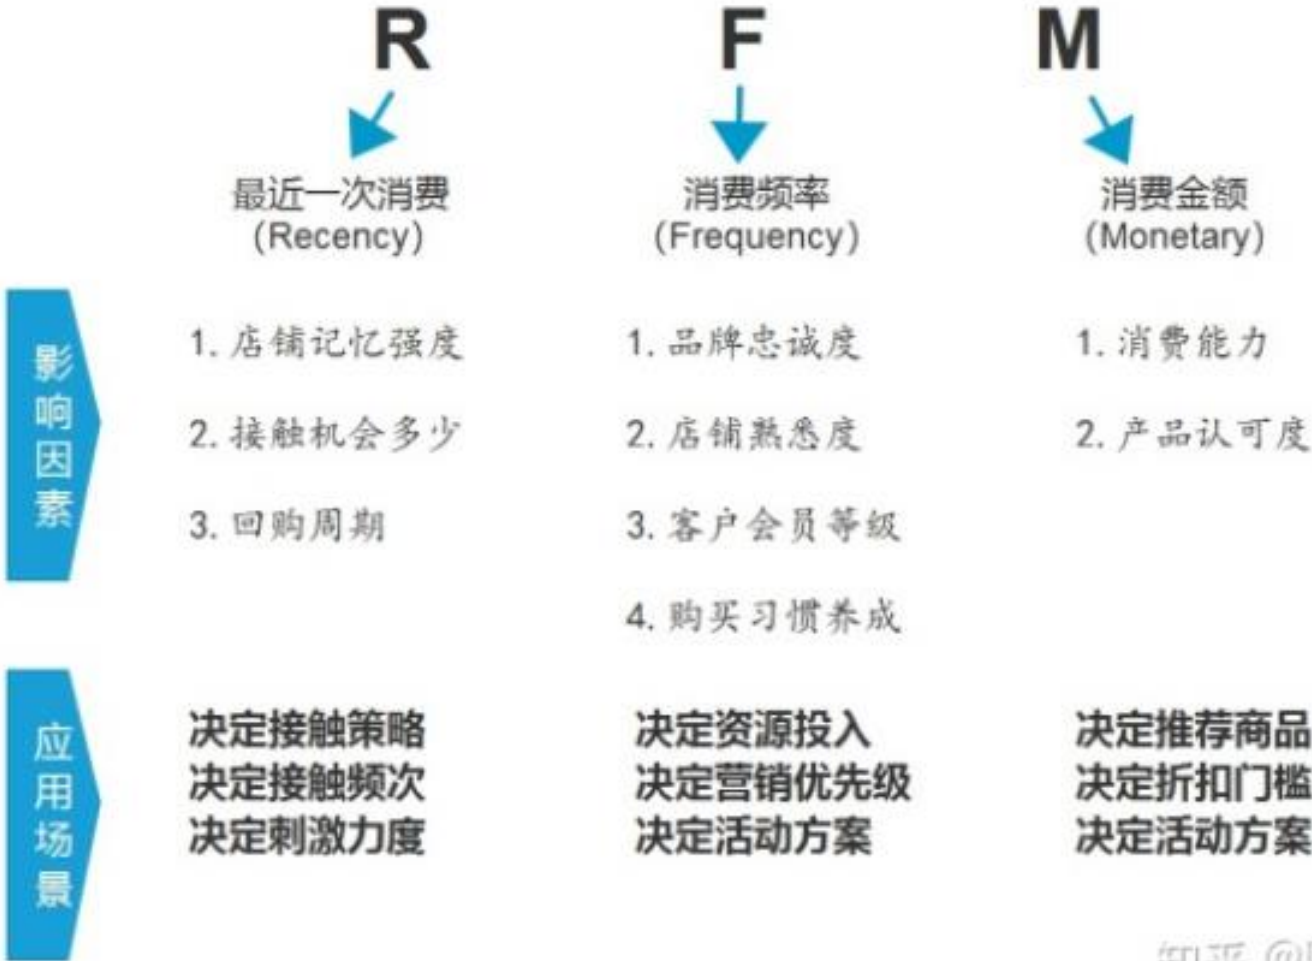 R F M
最近一次消费 消费频率 消费金额
(Recency) (Frequency) (Monetary)
影响因素
1. 店铺记忆强度 1. 品牌忠诚度 1. 消费能力
2. 接触机会多少 2. 店铺熟悉度 2. 产品认可度
3. 回购周期 3. 客户会员等级
4. 购买习惯养成
应用场景
决定接触策略 决定资源投入 决定推荐商品
决定接触频次 决定营销优先级 决定折扣门槛
决定刺激力度 决定活动方案 决定活动方案
知乎 @